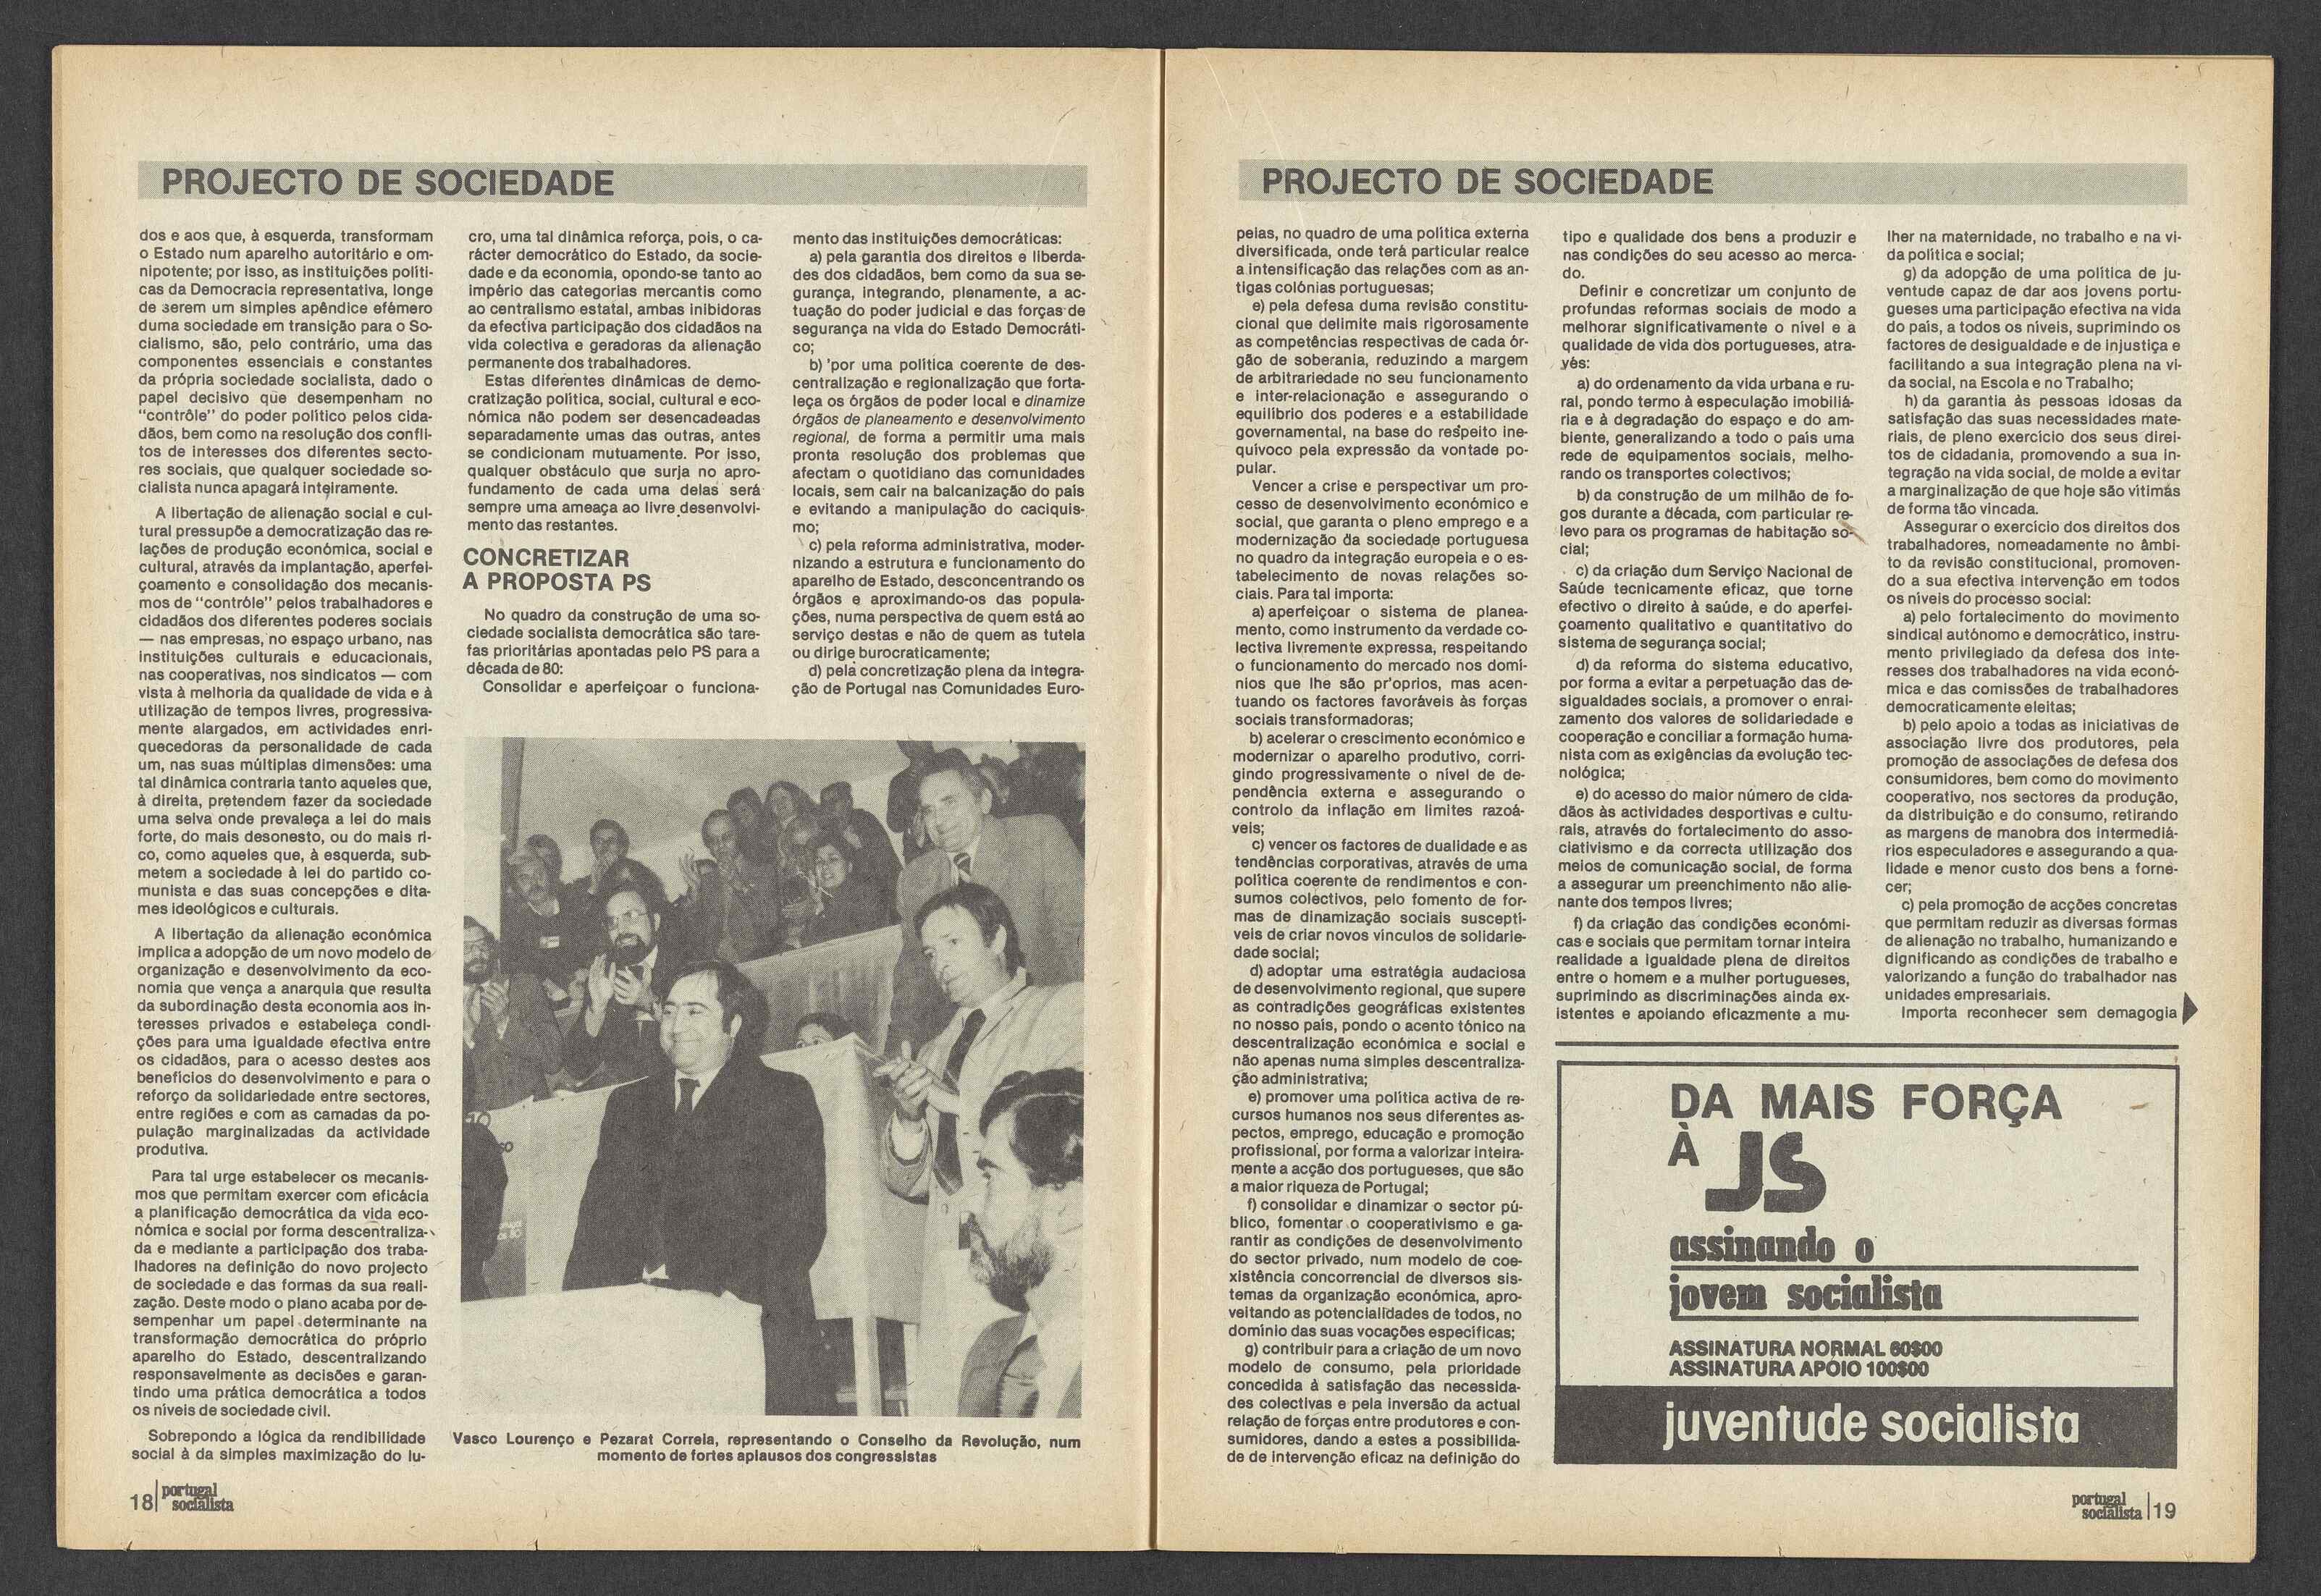 PROJECTO DE SOCIEDADE
dos e aos que, à esquerda, transformam
o Estado num aparelho autoritário e om-
nipotente; por isso, as instituições políti-
cas da Democracia representativa, longe
de serem um simples apêndice efémero
duma sociedade em transição para o So-
cialismo, são, pelo contrário, uma das
componentes essenciais e constantes
da própria sociedade socialista, dado o
papel decisivo que desempenham no
"contrôle" do poder político pelos cida-
dãos, bem como na resolução dos confli-
tos de interesses dos diferentes secto-
res sociais, que qualquer sociedade so-
cialista nunca apagará inteiramente.
A libertação de alienação social e cul-
tural pressupõe a democratização das re-
lações de produção económica, social e
cultural, através da implantação, aperfei-
çoamento e consolidação dos mecanis-
mos de "contrôle" pelos trabalhadores e
cidadãos dos diferentes poderes sociais
— nas empresas, no espaço urbano, nas
instituições culturais e educacionais,
nas cooperativas, nos sindicatos — com
vista à melhoria da qualidade de vida e à
utilização de tempos livres, progressiva-
mente alargados, em actividades enri-
quecedoras da personalidade de cada
um, nas suas múltiplas dimensões: uma
tal dinâmica contraria tanto aqueles que,
à direita, pretendem fazer da sociedade
uma selva onde prevaleça a lei do mais
forte, do mais desonesto, ou do mais ri-
co, como aqueles que, à esquerda, sub-
metem a sociedade à lei do partido co-
munista e das suas concepções e dita-
mes ideológicos e culturais.
A libertação da alienação económica
implica a adopção de um novo modelo de
organização e desenvolvimento da eco-
nomia que vença a anarquia que resulta
da subordinação desta economia aos in-
teresses privados e estabeleça condi-
ções para uma igualdade efectiva entre
os cidadãos, para o acesso destes aos
benefícios do desenvolvimento e para o
reforço da solidariedade entre sectores,
entre regiões e com as camadas da po-
pulação marginalizadas da actividade
produtiva.
Para tal urge estabelecer os mecanis-
mos que permitam exercer com eficácia
a planificação democrática da vida eco-
nómica e social por forma descentraliza-
da e mediante a participação dos traba-
lhadores na definição do novo projecto
de sociedade e das formas da sua reali-
zação. Deste modo o plano acaba por de-
sempenhar um papel determinante na
transformação democrática do próprio
aparelho do Estado, descentralizando
responsavelmente as decisões e garan-
tindo uma prática democrática a todos
os níveis de sociedade civil.
Sobrepondo a lógica da rendibilidade
social à da simples maximização do lu-
cro, uma tal dinâmica reforça, pois, o ca-
rácter democrático do Estado, da socie-
dade e da economia, opondo-se tanto ao
império das categorias mercantis como
ao centralismo estatal, ambas inibidoras
da efectiva participação dos cidadãos na
vida colectiva e geradoras da alienação
permanente dos trabalhadores.
Estas diferentes dinâmicas de demo-
cratização política, social, cultural e eco-
nómica não podem ser desencadeadas
separadamente umas das outras, antes
se condicionam mutuamente. Por isso,
qualquer obstáculo que surja no apro-
fundamento de cada uma delas será
sempre uma ameaça ao livre desenvolvi-
mento das restantes.
CONCRETIZAR
A PROPOSTA PS
No quadro da construção de uma so-
ciedade socialista democrática são tare-
fas prioritárias apontadas pelo PS para a
década de 80:
Consolidar e aperfeiçoar o funciona-
mento das instituições democráticas:
a) pela garantia dos direitos e liberda-
des dos cidadãos, bem como da sua se-
gurança, integrando, plenamente, a ac-
tuação do poder judicial e das forças de
segurança na vida do Estado Democráti-
co;
b) 'por uma política coerente de des-
centralização e regionalização que forta-
leça os órgãos de poder local e dinamize
órgãos de planeamento e desenvolvimento
regional, de forma a permitir uma mais
pronta resolução dos problemas que
afectam o quotidiano das comunidades
locais, sem cair na balcanização do país
e evitando a manipulação do caciquis-
mo;
c) pela reforma administrativa, moder-
nizando a estrutura e funcionamento do
aparelho de Estado, desconcentrando os
órgãos e aproximando-os das popula-
ções, numa perspectiva de quem está ao
serviço destas e não de quem as tutela
ou dirige burocraticamente;
d) pela concretização plena da integra-
ção de Portugal nas Comunidades Euro-
Vasco Lourenço e Pezarat Correia, representando o Conselho da Revolução, num
momento de fortes aplausos dos congressistas
18 portugal
socialista
PROJECTO DE SOCIEDADE
peias, no quadro de uma política externa
diversificada, onde terá particular realce
a intensificação das relações com as an-
tigas colónias portuguesas;
e) pela defesa duma revisão constitu-
cional que delimite mais rigorosamente
as competências respectivas de cada ór-
gão de soberania, reduzindo a margem
de arbitrariedade no seu funcionamento
e inter-relacionação e assegurando o
equilíbrio dos poderes e a estabilidade
governamental, na base do respeito ine-
quívoco pela expressão da vontade po-
pular.
Vencer a crise e perspectivar um pro-
cesso de desenvolvimento económico e
social, que garanta o pleno emprego e a
modernização da sociedade portuguesa
no quadro da integração europeia e o es-
tabelecimento de novas relações so-
ciais. Para tal importa:
a) aperfeiçoar o sistema de planea-
mento, como instrumento da verdade co-
lectiva livremente expressa, respeitando
o funcionamento do mercado nos domí-
nios que lhe são pr'oprios, mas acen-
tuando os factores favoráveis às forças
sociais transformadoras;
b) acelerar o crescimento económico e
modernizar o aparelho produtivo, corri-
gindo progressivamente o nível de de-
pendência externa e assegurando o
controlo da inflação em limites razoá-
veis;
c) vencer os factores de dualidade e as
tendências corporativas, através de uma
política coerente de rendimentos e con-
sumos colectivos, pelo fomento de for-
mas de dinamização sociais susceptí-
veis de criar novos vínculos de solidarie-
dade social;
d) adoptar uma estratégia audaciosa
de desenvolvimento regional, que supere
as contradições geográficas existentes
no nosso país, pondo o acento tónico na
descentralização económica e social e
não apenas numa simples descentraliza-
ção administrativa;
e) promover uma política activa de re-
cursos humanos nos seus diferentes as-
pectos, emprego, educação e promoção
profissional, por forma a valorizar inteira-
mente a acção dos portugueses, que são
a maior riqueza de Portugal;
f) consolidar e dinamizar o sector pú-
blico, fomentar o cooperativismo e ga-
rantir as condições de desenvolvimento
do sector privado, num modelo de coe-
xistência concorrencial de diversos sis-
temas da organização económica, apro-
veitando as potencialidades de todos, no
domínio das suas vocações específicas;
g) contribuir para a criação de um novo
modelo de consumo, pela prioridade
concedida à satisfação das necessida-
des colectivas e pela inversão da actual
relação de forças entre produtores e con-
sumidores, dando a estes a possibilida-
de de intervenção eficaz na definição do
tipo e qualidade dos bens a produzir e
nas condições do seu acesso ao merca-
do.
Definir e concretizar um conjunto de
profundas reformas sociais de modo a
melhorar significativamente o nível e a
qualidade de vida dos portugueses, atra-
vés:
a) do ordenamento da vida urbana e ru-
ral, pondo termo à especulação imobiliá-
ria e à degradação do espaço e do am-
biente, generalizando a todo o país uma
rede de equipamentos sociais, melho-
rando os transportes colectivos;
b) da construção de um milhão de fo-
gos durante a década, com particular re-
levo para os programas de habitação so-
cial;
c) da criação dum Serviço Nacional de
Saúde tecnicamente eficaz, que torne
efectivo o direito à saúde, e do aperfei-
çoamento qualitativo e quantitativo do
sistema de segurança social;
d) da reforma do sistema educativo,
por forma a evitar a perpetuação das de-
sigualdades sociais, a promover o enrai-
zamento dos valores de solidariedade e
cooperação e conciliar a formação huma-
nista com as exigências da evolução tec-
nológica;
e) do acesso do maior número de cida-
dãos às actividades desportivas e cultu-
rais, através do fortalecimento do asso-
ciativismo e da correcta utilização dos
meios de comunicação social, de forma
a assegurar um preenchimento não alie-
nante dos tempos livres;
f) da criação das condições económi-
cas e sociais que permitam tornar inteira
realidade a igualdade plena de direitos
entre o homem e a mulher portugueses,
suprimindo as discriminações ainda ex-
istentes e apoiando eficazmente a mu-
lher na maternidade, no trabalho e na vi-
da política e social;
g) da adopção de uma política de ju-
ventude capaz de dar aos jovens portu-
gueses uma participação efectiva na vida
do país, a todos os níveis, suprimindo os
factores de desigualdade e de injustiça e
facilitando a sua integração plena na vi-
da social, na Escola e no Trabalho;
h) da garantia às pessoas idosas da
satisfação das suas necessidades mate-
riais, de pleno exercício dos seus direi-
tos de cidadania, promovendo a sua in-
tegração na vida social, de molde a evitar
a marginalização de que hoje são vítimas
de forma tão vincada.
Assegurar o exercício dos direitos dos
trabalhadores, nomeadamente no âmbi-
to da revisão constitucional, promoven-
do a sua efectiva intervenção em todos
os níveis do processo social:
a) pelo fortalecimento do movimento
sindical autónomo e democrático, instru-
mento privilegiado da defesa dos inte-
resses dos trabalhadores na vida econó-
mica e das comissões de trabalhadores
democraticamente eleitas;
b) pelo apoio a todas as iniciativas de
associação livre dos produtores, pela
promoção de associações de defesa dos
consumidores, bem como do movimento
cooperativo, nos sectores da produção,
da distribuição e do consumo, retirando
as margens de manobra dos intermediá-
rios especuladores e assegurando a qua-
lidade e menor custo dos bens a forne-
cer;
c) pela promoção de acções concretas
que permitam reduzir as diversas formas
de alienação no trabalho, humanizando e
dignificando as condições de trabalho e
valorizando a função do trabalhador nas
unidades empresariais.
Importa reconhecer sem demagogia
DA MAIS FORÇA
À JS
assinando o
jovem socialista
ASSINATURA NORMAL 60$00
ASSINATURA APOIO 100$00
juventude socialista
portugal
socialista 19